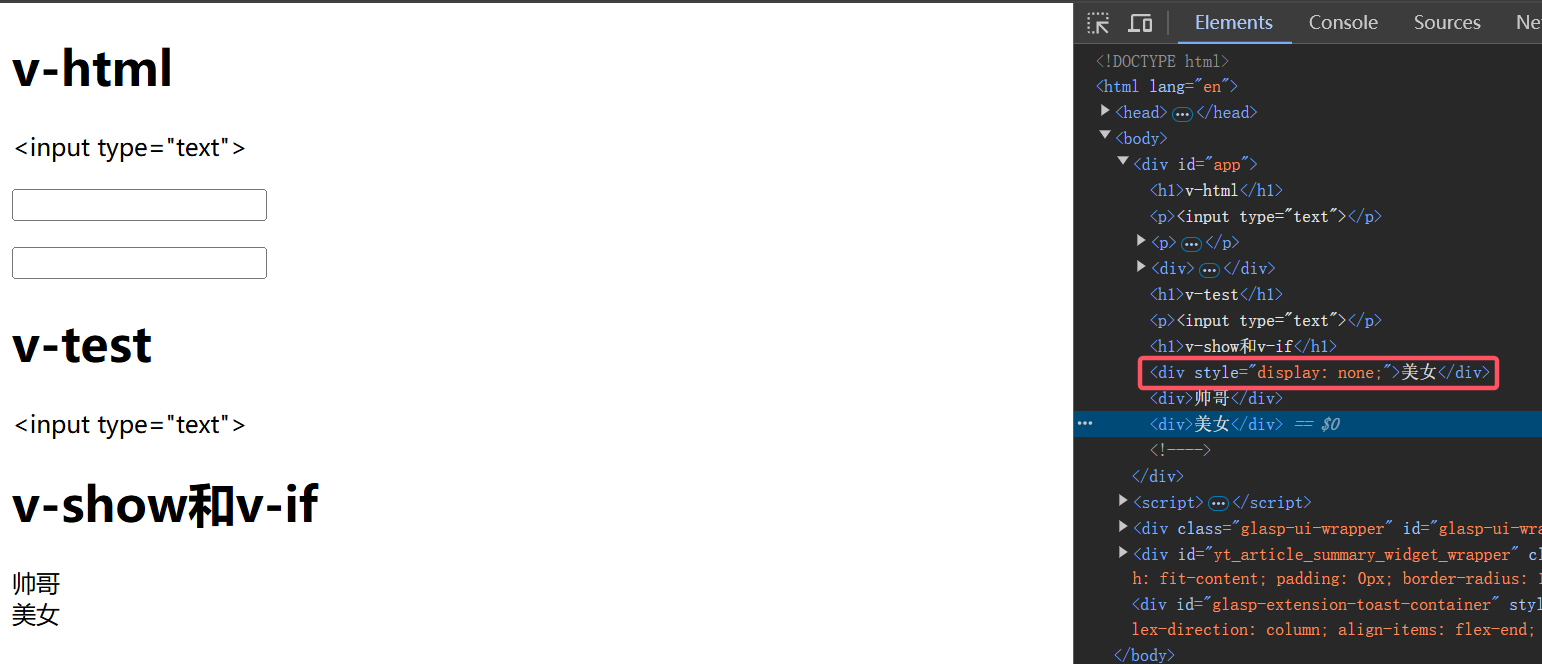 v-html
<input type="text">
v-test
<input type="text">
v-show和v-if
帅哥
美女
Elements Console Sources Ne
<!DOCTYPE html>
<html lang="en">
<head> … </head>
<body>
<div id="app">
<h1>v-html</h1>
<p><input type="text"></p>
<p> … </p>
<div> … </div>
<h1>v-test</h1>
<p><input type="text"></p>
<h1>v-show和v-if</h1>
<div style="display: none;">美女</div>
<div>帅哥</div>
… <div>美女</div> == $0
<!---->
</div>
<script> … </script>
<div class="glasp-ui-wrapper" id="glasp-ui-wra
<div id="yt_article_summary_widget_wrapper" cl
h: fit-content; padding: 0px; border-radius: 1
<div id="glasp-extension-toast-container" styl
lex-direction: column; align-items: flex-end;
</body>